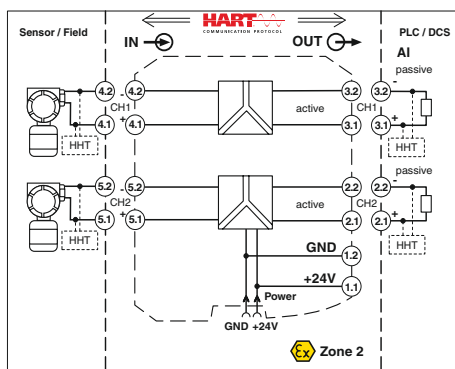 Sensor / Field
HART
COMMUNICATION PROTOCOL
PLC / DCS
IN
OUT
AI
passive
4.2 - 4.2 3.2 3.2 -
CH1 CH1
4.1 + 4.1 active 3.1 3.1 +
HHT HHT
passive
5.2 - 5.2 2.2 2.2 -
CH2 CH2
5.1 + 5.1 active 2.1 2.1 +
HHT HHT
GND 1.2
+24V 1.1
Power
GND +24V
Ex Zone 2